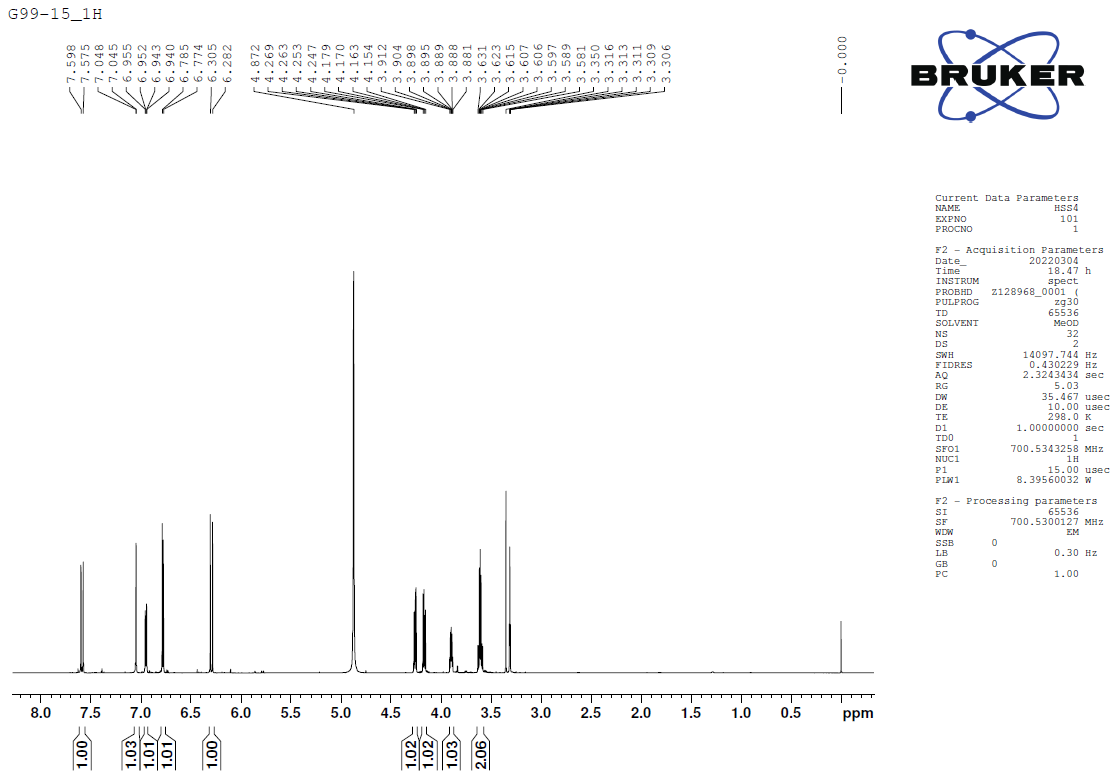 G99-15_1H
7.598
7.575
7.048
7.045
6.955
6.952
6.943
6.940
6.785
6.774
6.305
6.282
4.872
4.269
4.263
4.253
4.247
4.179
4.170
4.163
4.154
3.912
3.904
3.898
3.895
3.889
3.888
3.881
3.631
3.623
3.615
3.607
3.606
3.597
3.589
3.581
3.350
3.316
3.313
3.311
3.309
3.306
-0.000
BRUKER
Current Data Parameters
NAME HSS4
EXPNO 101
PROCNO 1
F2 - Acquisition Parameters
Date_ 20220304
Time 18.47 h
INSTRUM spect
PROBHD Z128968_0001 (
PULPROG zg30
TD 65536
SOLVENT MeOD
NS 32
DS 2
SWH 14097.744 Hz
FIDRES 0.430229 Hz
AQ 2.3243434 sec
RG 5.03
DW 35.467 usec
DE 10.00 usec
TE 298.0 K
D1 1.00000000 sec
TD0 1
SFO1 700.5343258 MHz
NUC1 1H
P1 15.00 usec
PLW1 8.39560032 W
F2 - Processing parameters
SI 65536
SF 700.5300127 MHz
WDW EM
SSB 0
LB 0.30 Hz
GB 0
PC 1.00
8.0 7.5 7.0 6.5 6.0 5.5 5.0 4.5 4.0 3.5 3.0 2.5 2.0 1.5 1.0 0.5 ppm
1.00
1.03
1.01
1.01
1.00
1.02
1.02
1.03
2.06